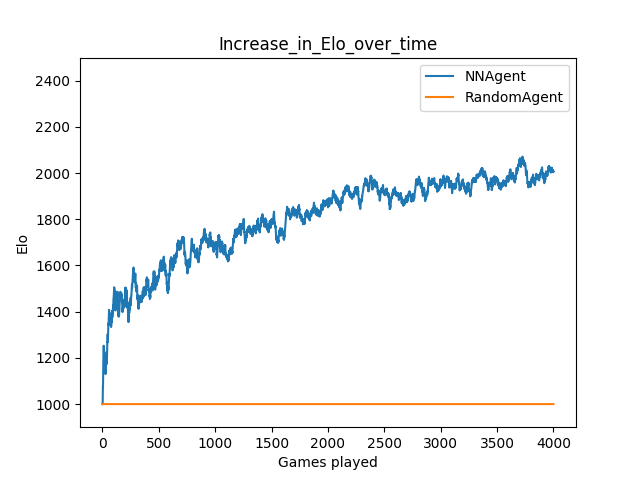 Increase_in_Elo_over_time
NNAgent
RandomAgent
2400
2200
2000
1800
1600
1400
1200
1000
Elo
0 500 1000 1500 2000 2500 3000 3500 4000
Games played